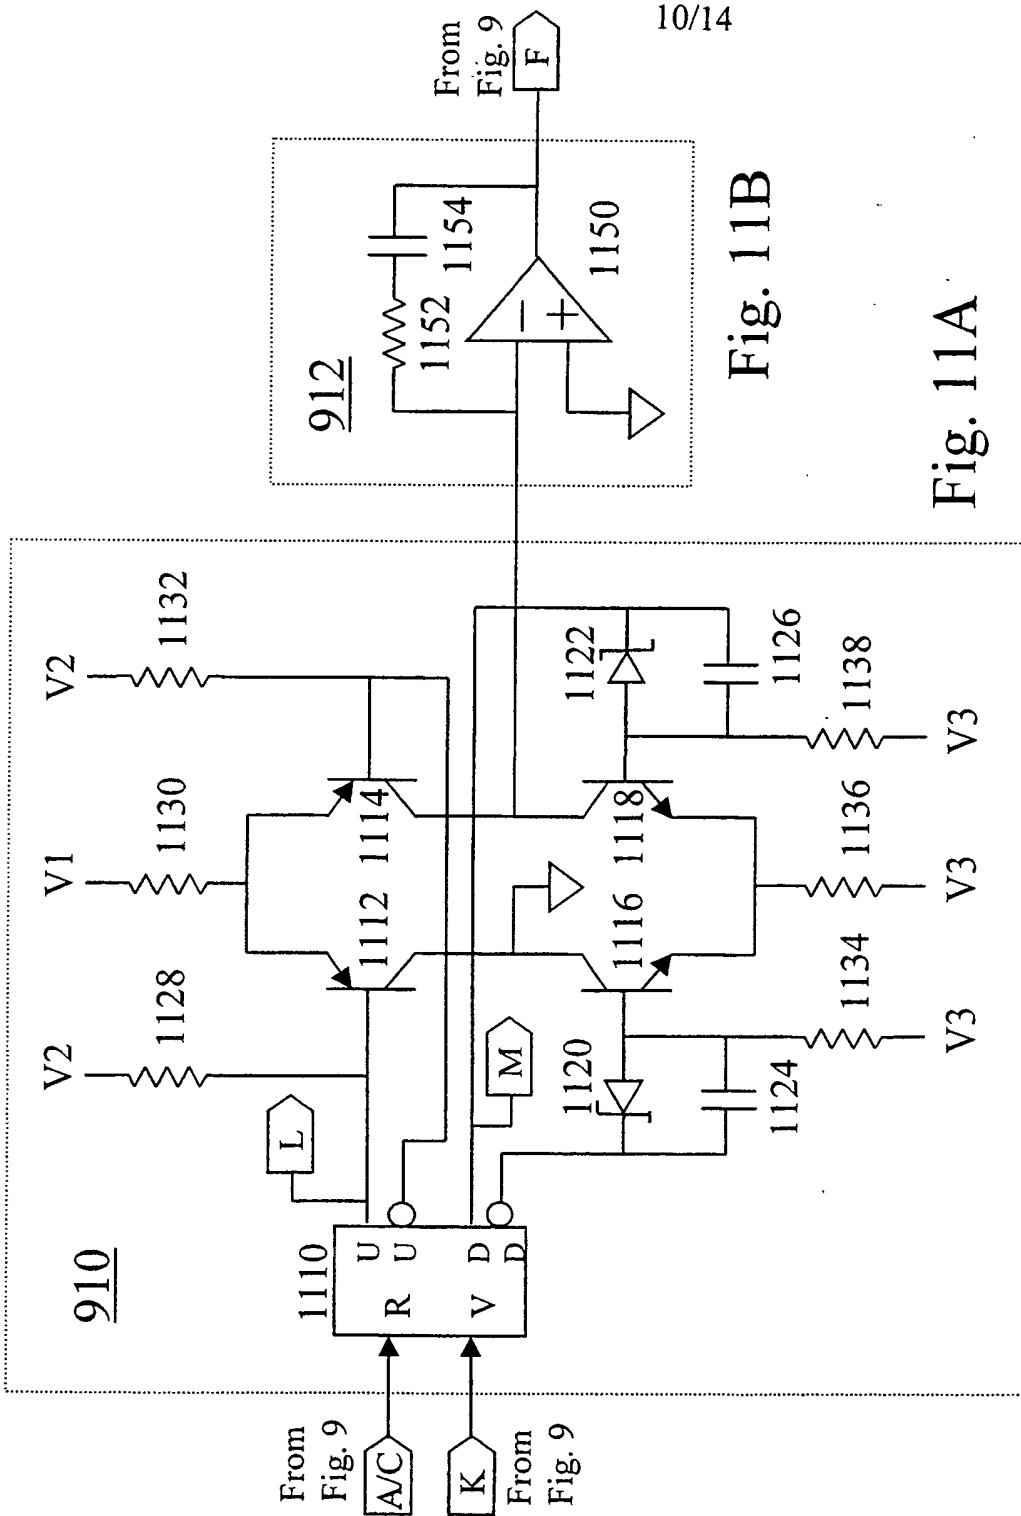 10/14
910
From
Fig. 9
A/C
K
From
Fig. 9
1110
R
V
U
U
D
D
L
M
V2
1128
V1
1130
V2
1132
1112
1114
1116
1118
1120
1124
1122
1126
1134
V3
1136
V3
1138
V3
912
1152
1154
1150
From
Fig. 9
F
Fig. 11B
Fig. 11A